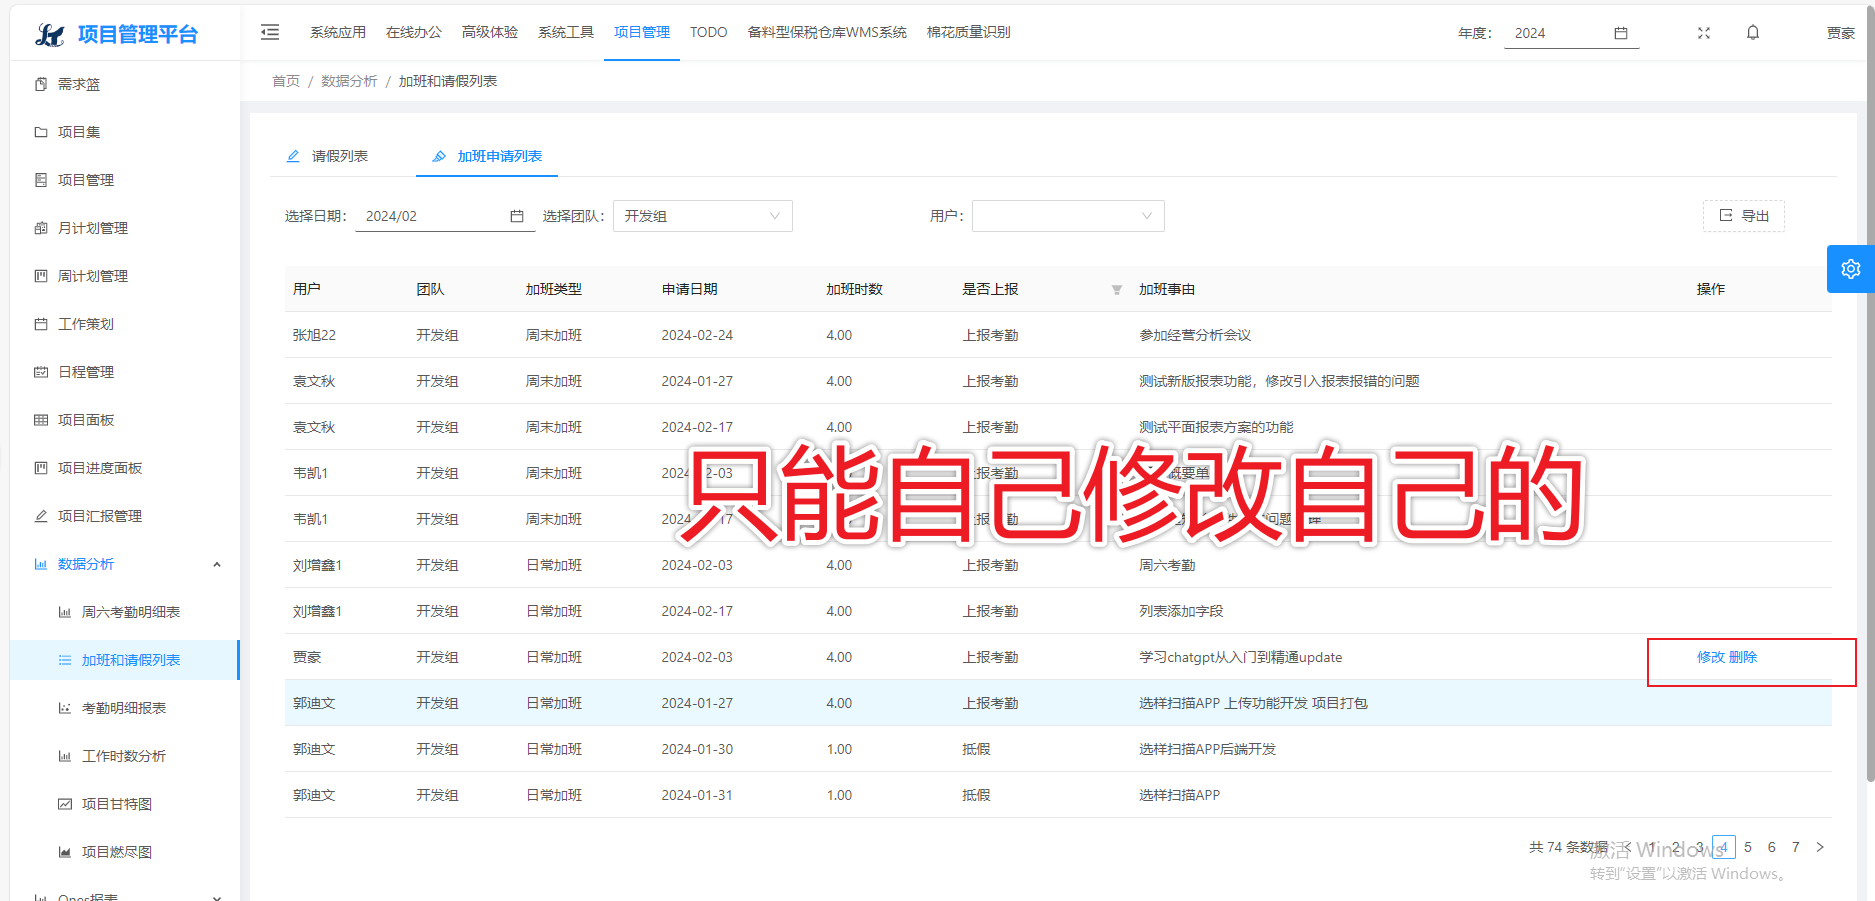 项目管理平台
系统应用 在线办公 高级体验 系统工具 项目管理 TODO 备料型保税仓库WMS系统 棉花质量识别
年度： 2024
贾豪
首页 / 数据分析 / 加班和请假列表
需求篮
项目集
项目管理
月计划管理
周计划管理
工作策划
日程管理
项目面板
项目进度面板
项目汇报管理
数据分析
周六考勤明细表
加班和请假列表
考勤明细报表
工作时数分析
项目甘特图
项目燃尽图
Ones报表
请假列表 加班申请列表
选择日期： 2024/02 选择团队： 开发组 用户： 导出
用户 团队 加班类型 申请日期 加班时数 是否上报 加班事由 操作
张旭22 开发组 周末加班 2024-02-24 4.00 上报考勤 参加经营分析会议
袁文秋 开发组 周末加班 2024-01-27 4.00 上报考勤 测试新版报表功能，修改引入报表报错的问题
袁文秋 开发组 周末加班 2024-02-17 4.00 上报考勤 测试平面报表方案的功能
韦凯1 开发组 周末加班 2024-02-03 上报考勤 概要单
韦凯1 开发组 周末加班 2024-02-17 上报考勤 问题
只能自己修改自己的
刘增鑫1 开发组 日常加班 2024-02-03 4.00 上报考勤 周六考勤
刘增鑫1 开发组 日常加班 2024-02-17 4.00 上报考勤 列表添加字段
贾豪 开发组 日常加班 2024-02-03 4.00 上报考勤 学习chatgpt从入门到精通update 修改 删除
郭迪文 开发组 日常加班 2024-01-27 4.00 上报考勤 选样扫描APP 上传功能开发 项目打包
郭迪文 开发组 日常加班 2024-01-30 1.00 抵假 选样扫描APP后端开发
郭迪文 开发组 日常加班 2024-01-31 1.00 抵假 选样扫描APP
共 74 条数据 < 1 2 3 4 5 6 7 >
激活 Windows
转到“设置”以激活 Windows。